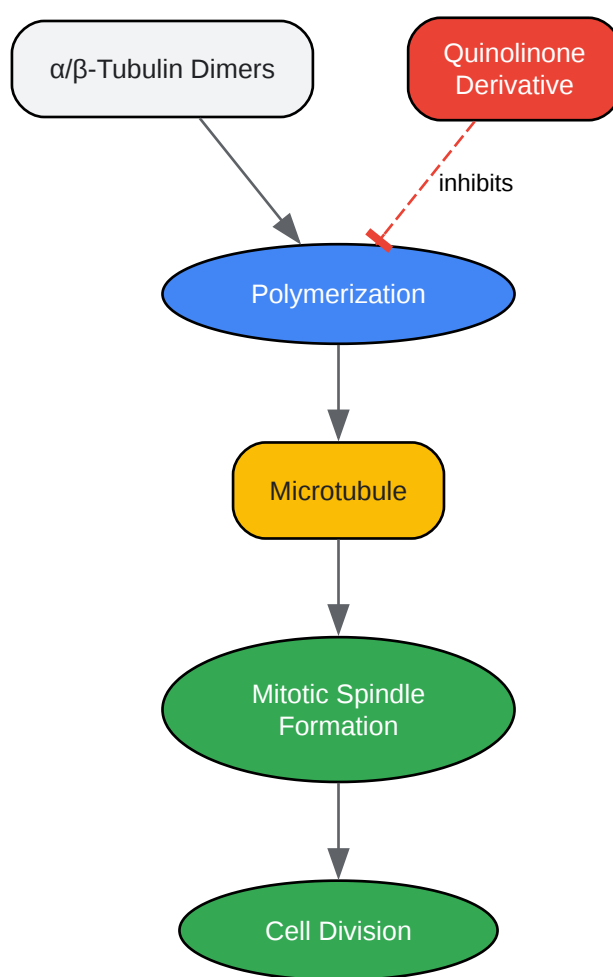 α/β-Tubulin Dimers
Quinolinone
Derivative
inhibits
Polymerization
Microtubule
Mitotic Spindle
Formation
Cell Division